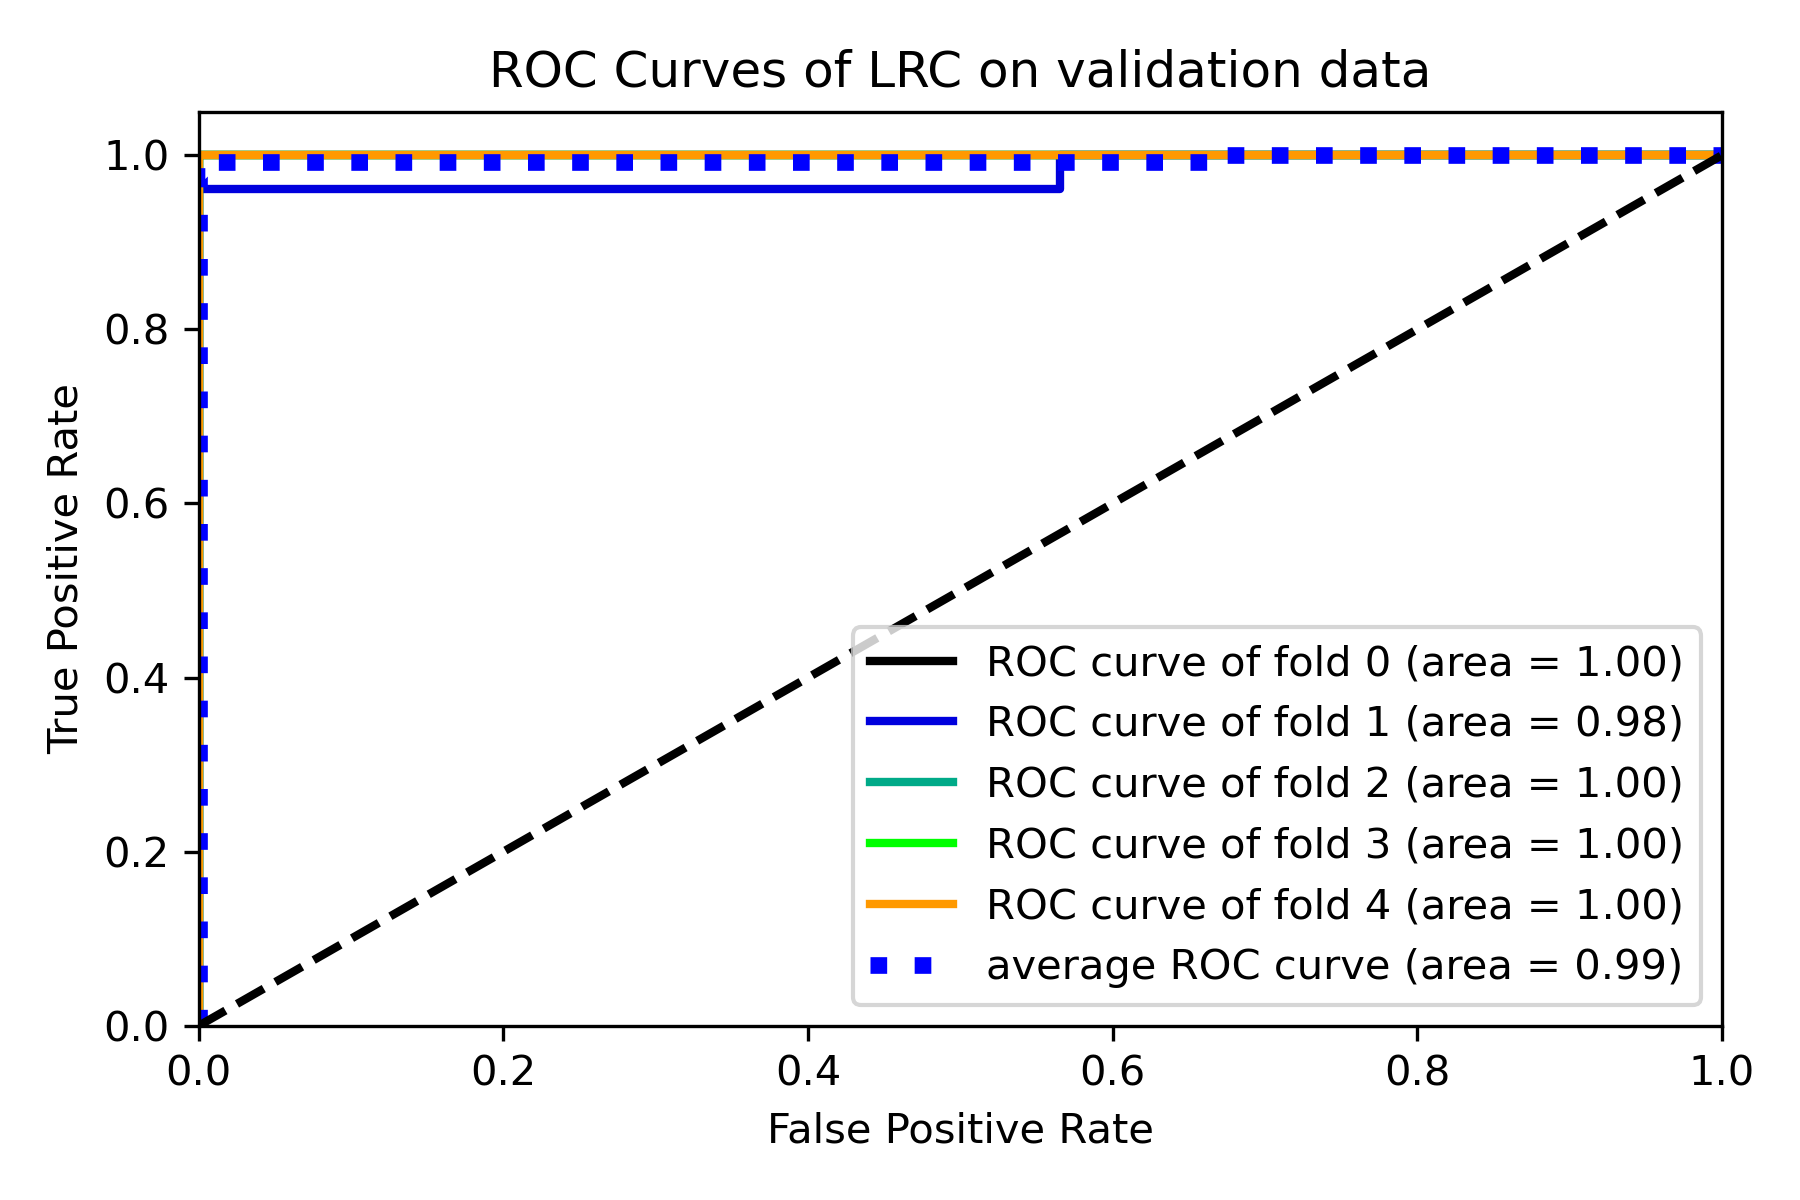 ROC Curves of LRC on validation data
1.0
0.8
0.6
0.4
0.2
0.0
True Positive Rate
ROC curve of fold 0 (area = 1.00)
ROC curve of fold 1 (area = 0.98)
ROC curve of fold 2 (area = 1.00)
ROC curve of fold 3 (area = 1.00)
ROC curve of fold 4 (area = 1.00)
average ROC curve (area = 0.99)
0.0 0.2 0.4 0.6 0.8 1.0
False Positive Rate